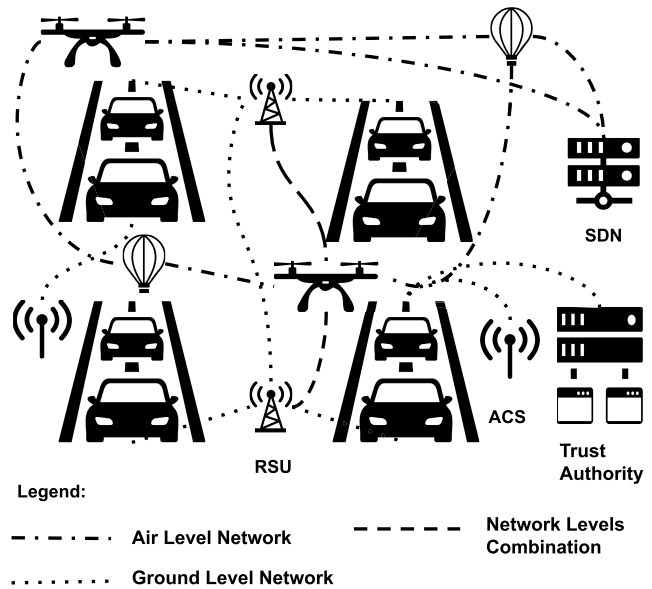 SDN
ACS
RSU
Trust
Authority
Legend:
Air Level Network
Network Levels
Combination
Ground Level Network